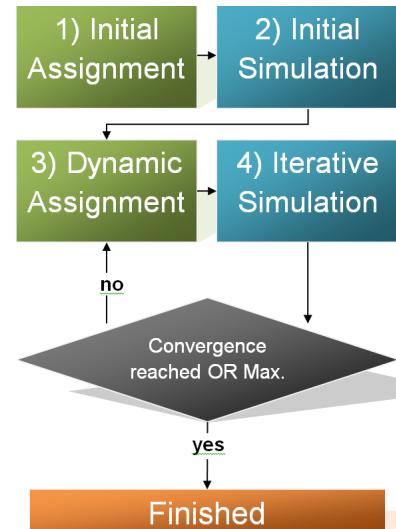 1) Initial
Assignment
2) Initial
Simulation
3) Dynamic
Assignment
4) Iterative
Simulation
no
Convergence
reached OR Max.
yes
Finished